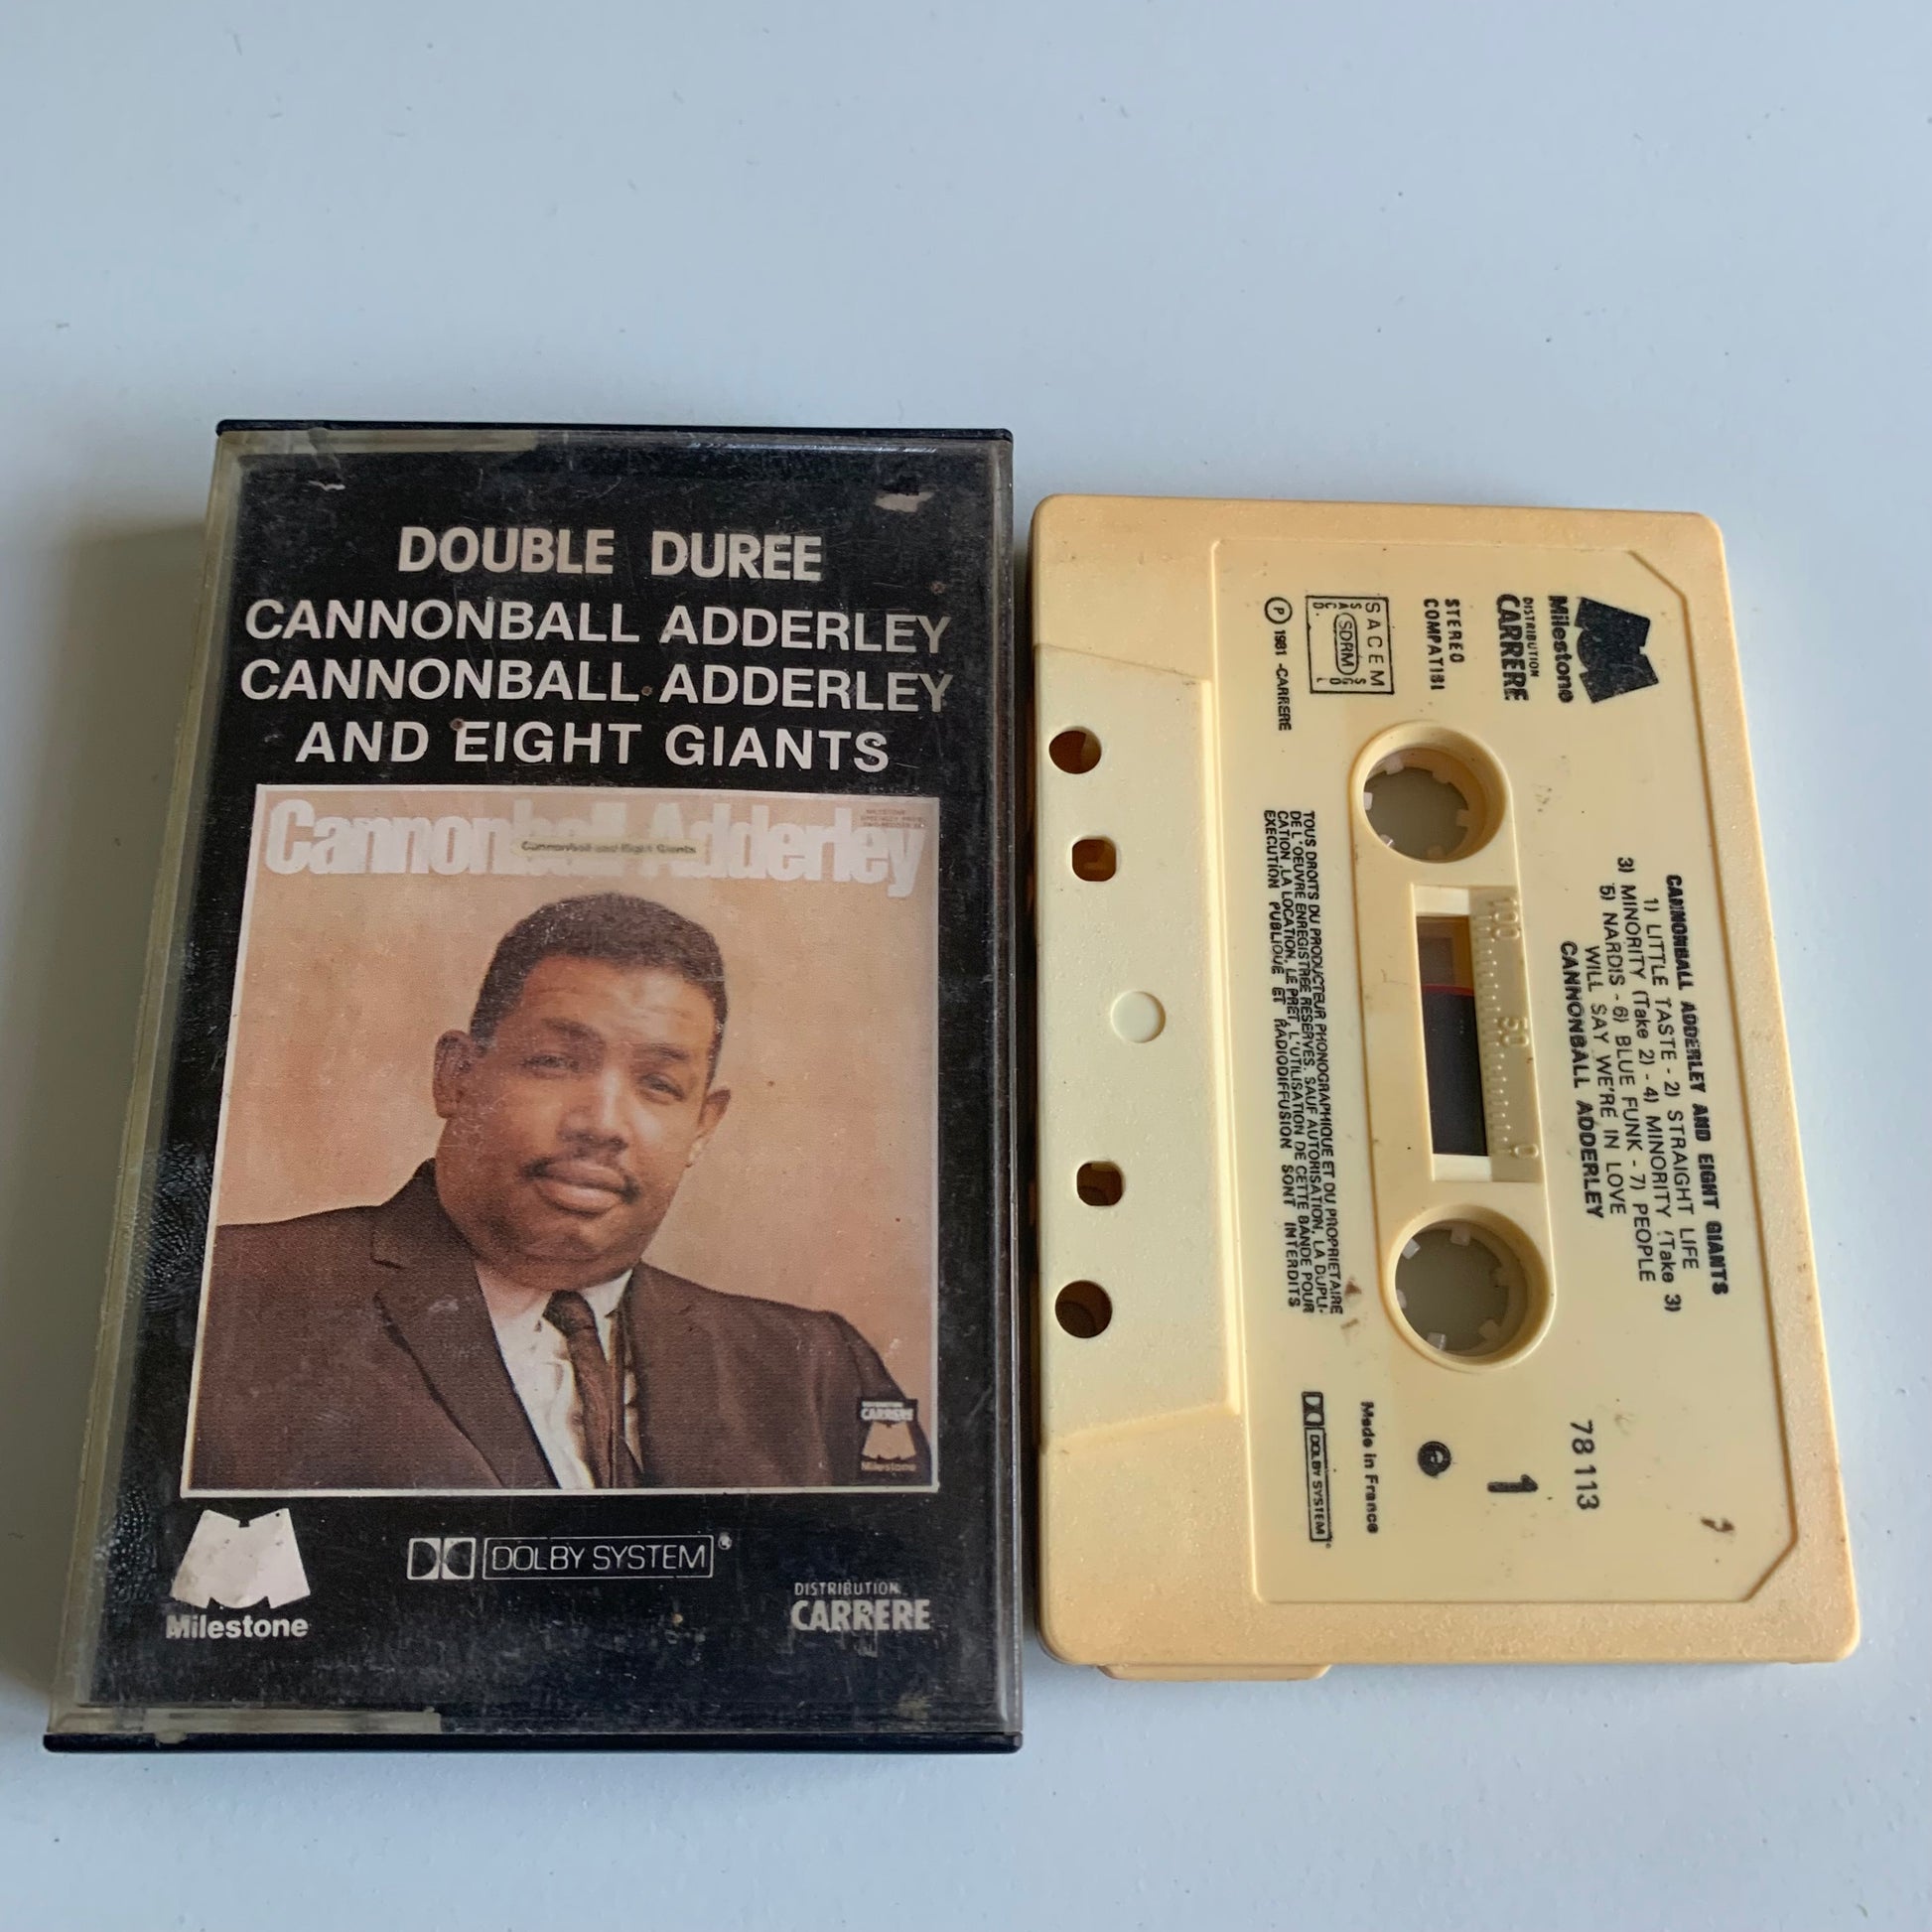 DOUBLE DUREE
CANNONBALL ADDERLEY
CANNONBALL ADDERLEY
AND EIGHT GIANTS
Cannonball Adderley
Cannonball and Eight Giants
CARRERE
Milestone
Milestone
DOLBY SYSTEM
DISTRIBUTION
CARRERE
Milestone
DISTRIBUTION
CARRERE
STEREO
COMPATIBI
SACEM
SDRM
SACD
SGDL
Ⓟ 1981 -CARRERE
CANNONBALL ADDERLEY AND EIGHT GIANTS
1) LITTLE TASTE - 2) STRAIGHT LIFE
3) MINORITY (Take 2) - 4) MINORITY (Take 3)
5) NARDIS - 6) BLUE FUNK - 7) PEOPLE
WILL SAY WE'RE IN LOVE
CANNONBALL ADDERLEY
100 50 0
TOUS DROITS DU PRODUCTEUR PHONOGRAPHIQUE ET DU PROPRIETAIRE
DE L'OEUVRE ENREGISTREE RESERVES. SAUF AUTORISATION, LA DUPLI-
CATION, LA LOCATION, LE PRET, L'UTILISATION DE CETTE BANDE POUR
EXECUTION PUBLIQUE ET RADIODIFFUSION SONT INTERDITS
78 113
1
Made in France
DOLBY SYSTEM